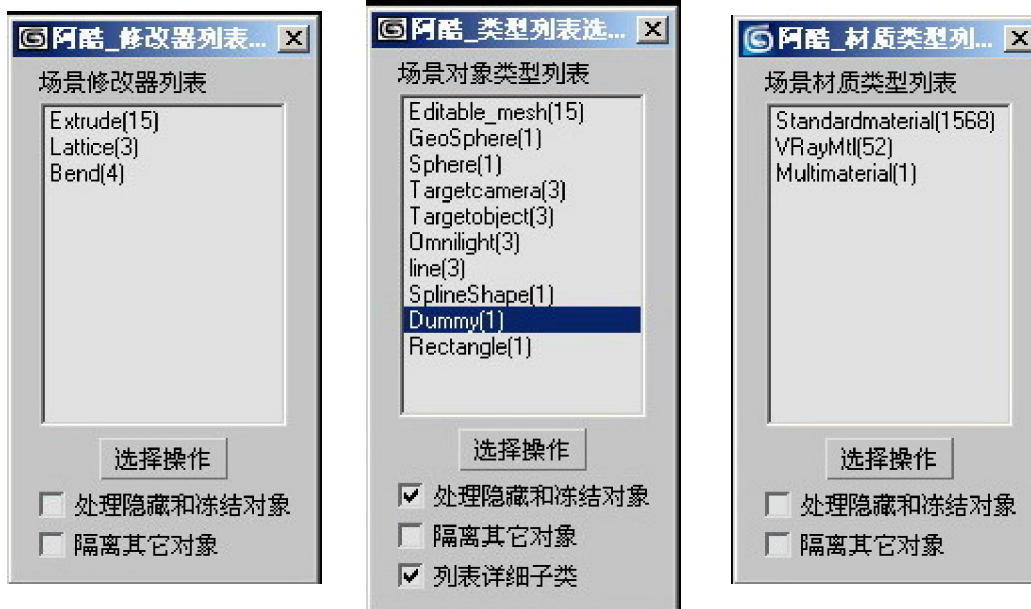 阿酷_修改器列表...
场景修改器列表
Extrude(15)
Lattice(3)
Bend(4)
选择操作
处理隐藏和冻结对象
隔离其它对象
阿酷_类型列表选...
场景对象类型列表
Editable_mesh(15)
GeoSphere(1)
Sphere(1)
Targetcamera(3)
Targetobject(3)
Omnilight(3)
line(3)
SplineShape(1)
Dummy(1)
Rectangle(1)
选择操作
处理隐藏和冻结对象
隔离其它对象
列表详细子类
阿酷_材质类型列...
场景材质类型列表
Standardmaterial(1568)
VRayMtl(52)
Multimaterial(1)
选择操作
处理隐藏和冻结对象
隔离其它对象